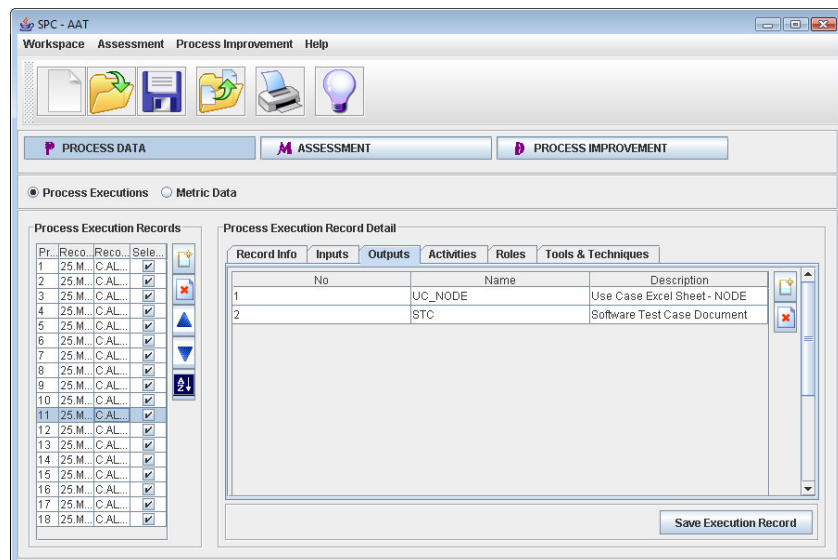 SPC - AAT
Workspace Assessment Process Improvement Help
P PROCESS DATA M ASSESSMENT PROCESS IMPROVEMENT
Process Executions Metric Data
Process Execution Records
Pr... Reco... Reco... Sele...
1 25.M... C.AL...
2 25.M... C.AL...
3 25.M... C.AL...
4 25.M... C.AL...
5 25.M... C.AL...
6 25.M... C.AL...
7 25.M... C.AL...
8 25.M... C.AL...
9 25.M... C.AL...
10 25.M... C.AL...
11 25.M... C.AL...
12 25.M... C.AL...
13 25.M... C.AL...
14 25.M... C.AL...
15 25.M... C.AL...
16 25.M... C.AL...
17 25.M... C.AL...
18 25.M... C.AL...
A
Z
Process Execution Record Detail
Record Info Inputs Outputs Activities Roles Tools & Techniques
No Name Description
1 UC_NODE Use Case Excel Sheet - NODE
2 STC Software Test Case Document
Save Execution Record